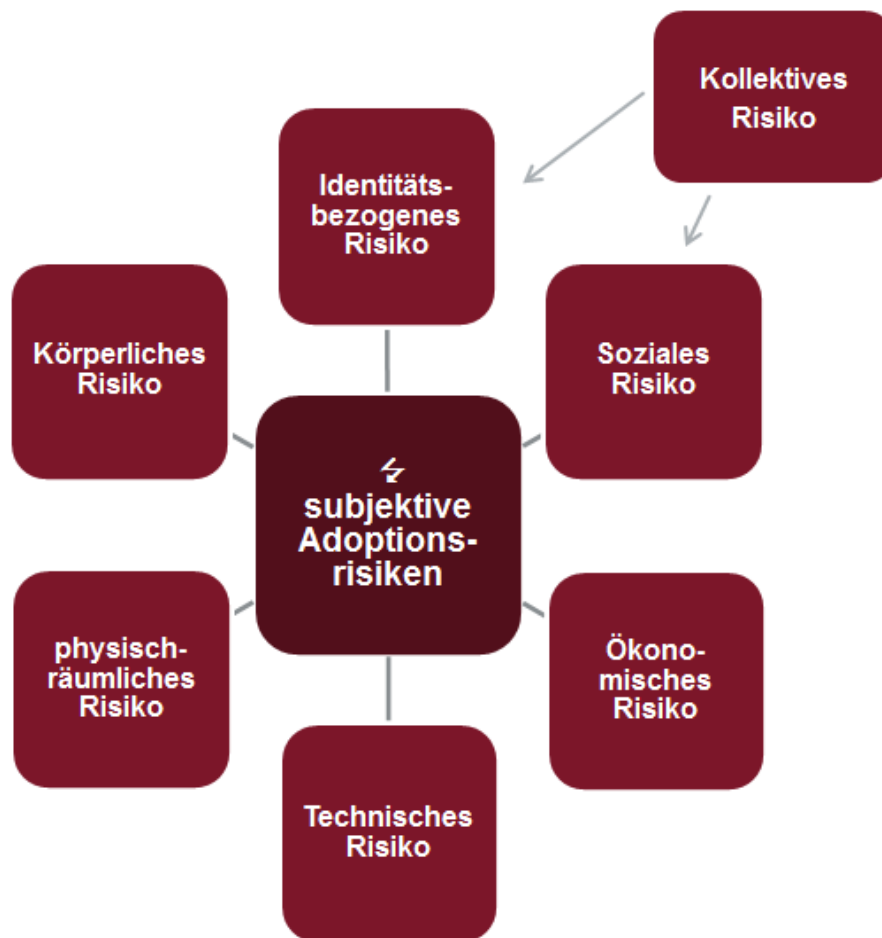 Kollektives
Risiko
Identitäts-
bezogenes
Risiko
Körperliches
Risiko
Soziales
Risiko
subjektive
Adoptions-
risiken
physisch-
räumliches
Risiko
Ökono-
misches
Risiko
Technisches
Risiko